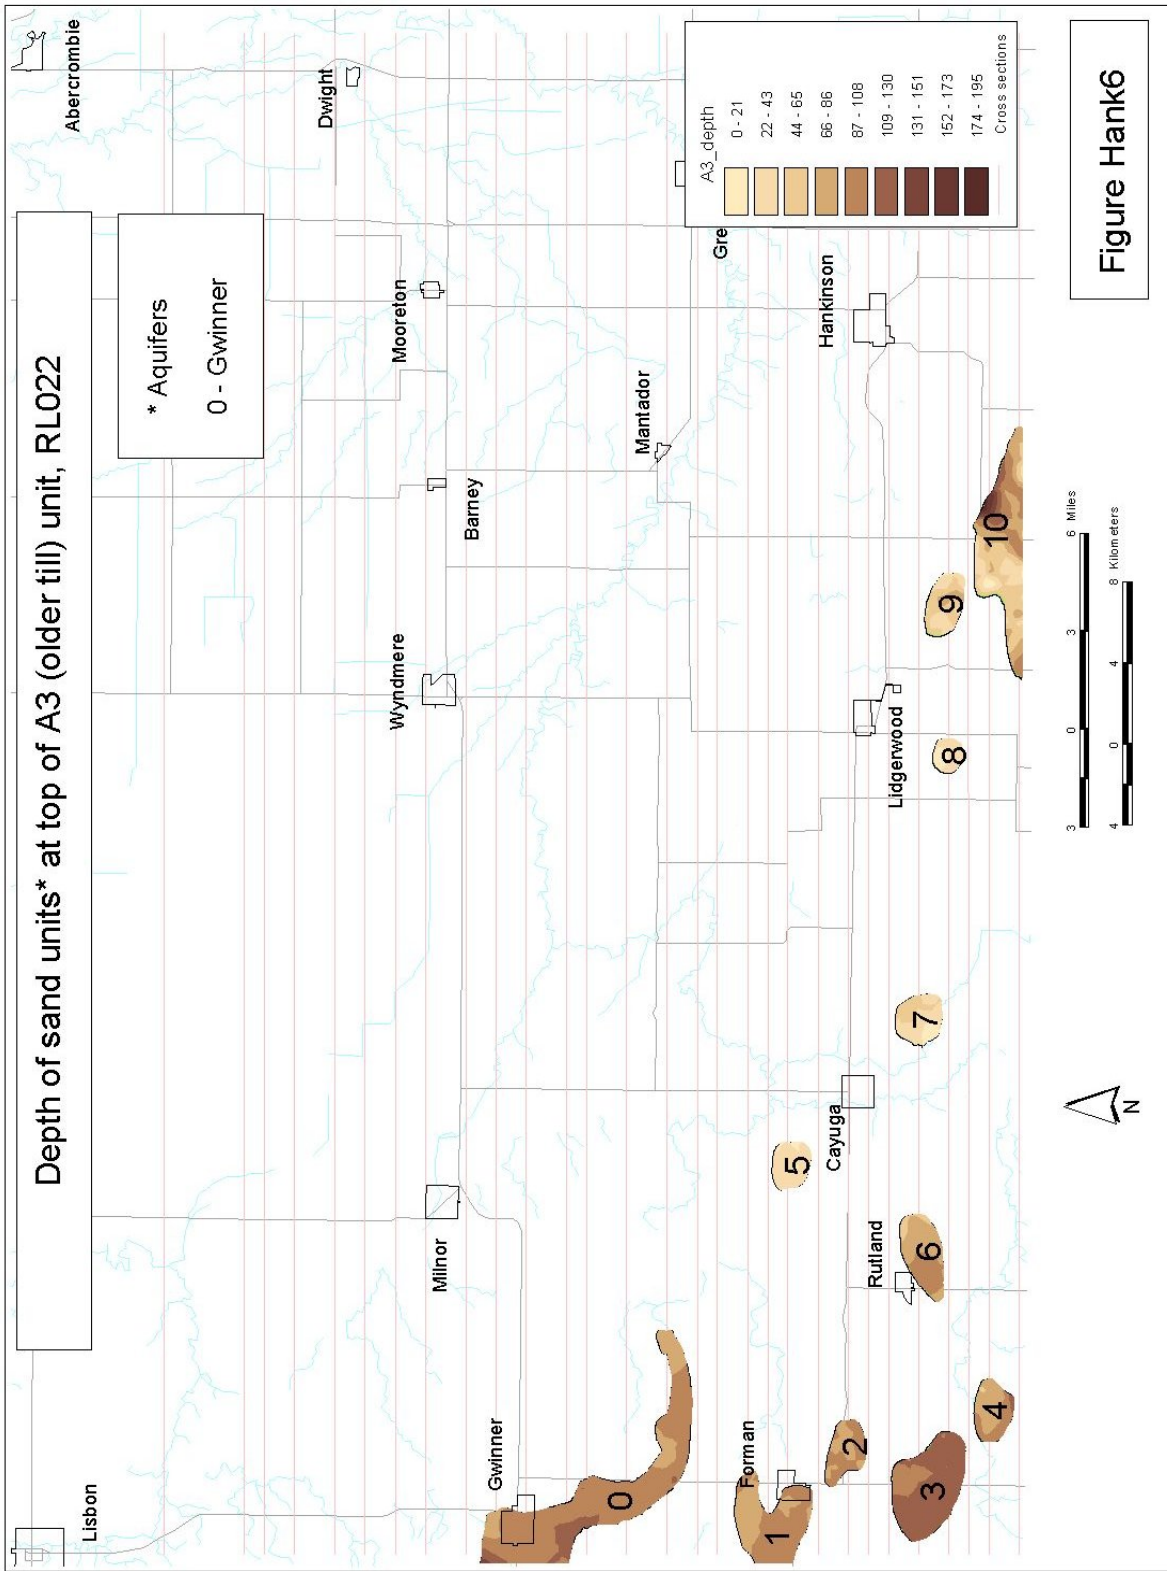 Depth of sand units* at top of A3 (older till) unit, RL022
* Aquifers
0 - Gwinner
Lisbon
Abercrombie
Dwight
Mooreton
Barney
Wyndmere
Milnor
Gwinner
0
Mantador
Gre
Forman
1
2
3
4
5
Cayuga
Rutland
6
7
Lidgerwood
8
9
10
Hankinson
A3_depth
0 - 21
22 - 43
44 - 65
66 - 86
87 - 108
109 - 130
131 - 151
152 - 173
174 - 195
Cross sections
N
3 0 3 6 Miles
4 0 4 8 Kilometers
Figure Hank6